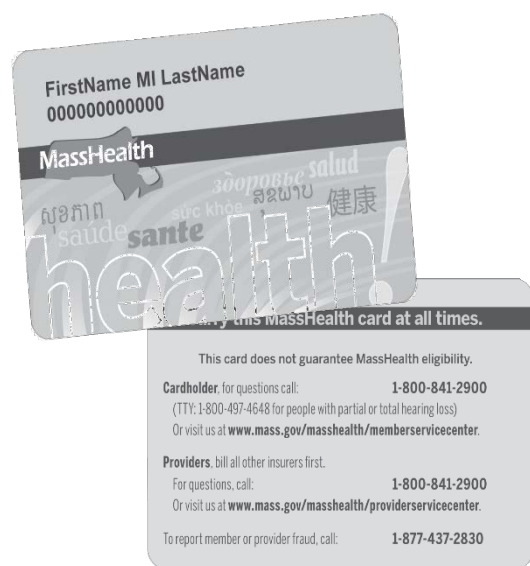 FirstName MI LastName
000000000000
MassHealth
здоровье salud
สุขภาพ sức khỏe ສຸຂພາບ 健康
saúde sante
health!
this MassHealth card at all times.
This card does not guarantee MassHealth eligibility.
Cardholder, for questions call: 1-800-841-2900
(TTY: 1-800-497-4648 for people with partial or total hearing loss)
Or visit us at www.mass.gov/masshealth/memberservicecenter.
Providers, bill all other insurers first.
For questions, call: 1-800-841-2900
Or visit us at www.mass.gov/masshealth/providerservicecenter.
To report member or provider fraud, call: 1-877-437-2830